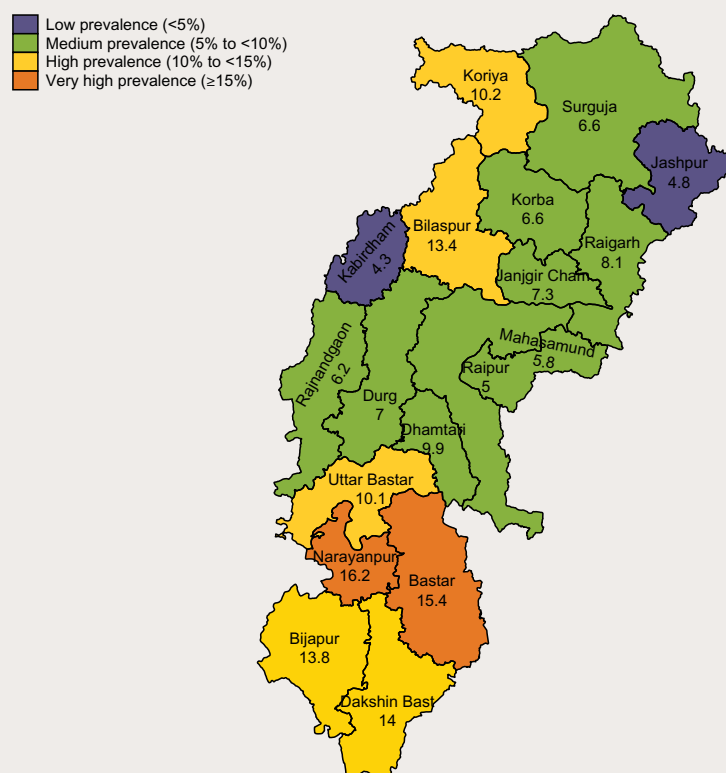 Low prevalence (<5%)
Medium prevalence (5% to <10%)
High prevalence (10% to <15%)
Very high prevalence (≥15%)
Koriya
10.2
Surguja
6.6
Jashpur
4.8
Korba
6.6
Bilaspur
13.4
Raigarh
8.1
Kabirdham
4.3
Janjgir Cham
7.3
Mahasamund
5.8
Rajnandgaon
6.2
Raipur
5
Durg
7
Dhamtari
9.9
Uttar Bastar
10.1
Narayanpur
16.2
Bastar
15.4
Bijapur
13.8
Dakshin Bast
14